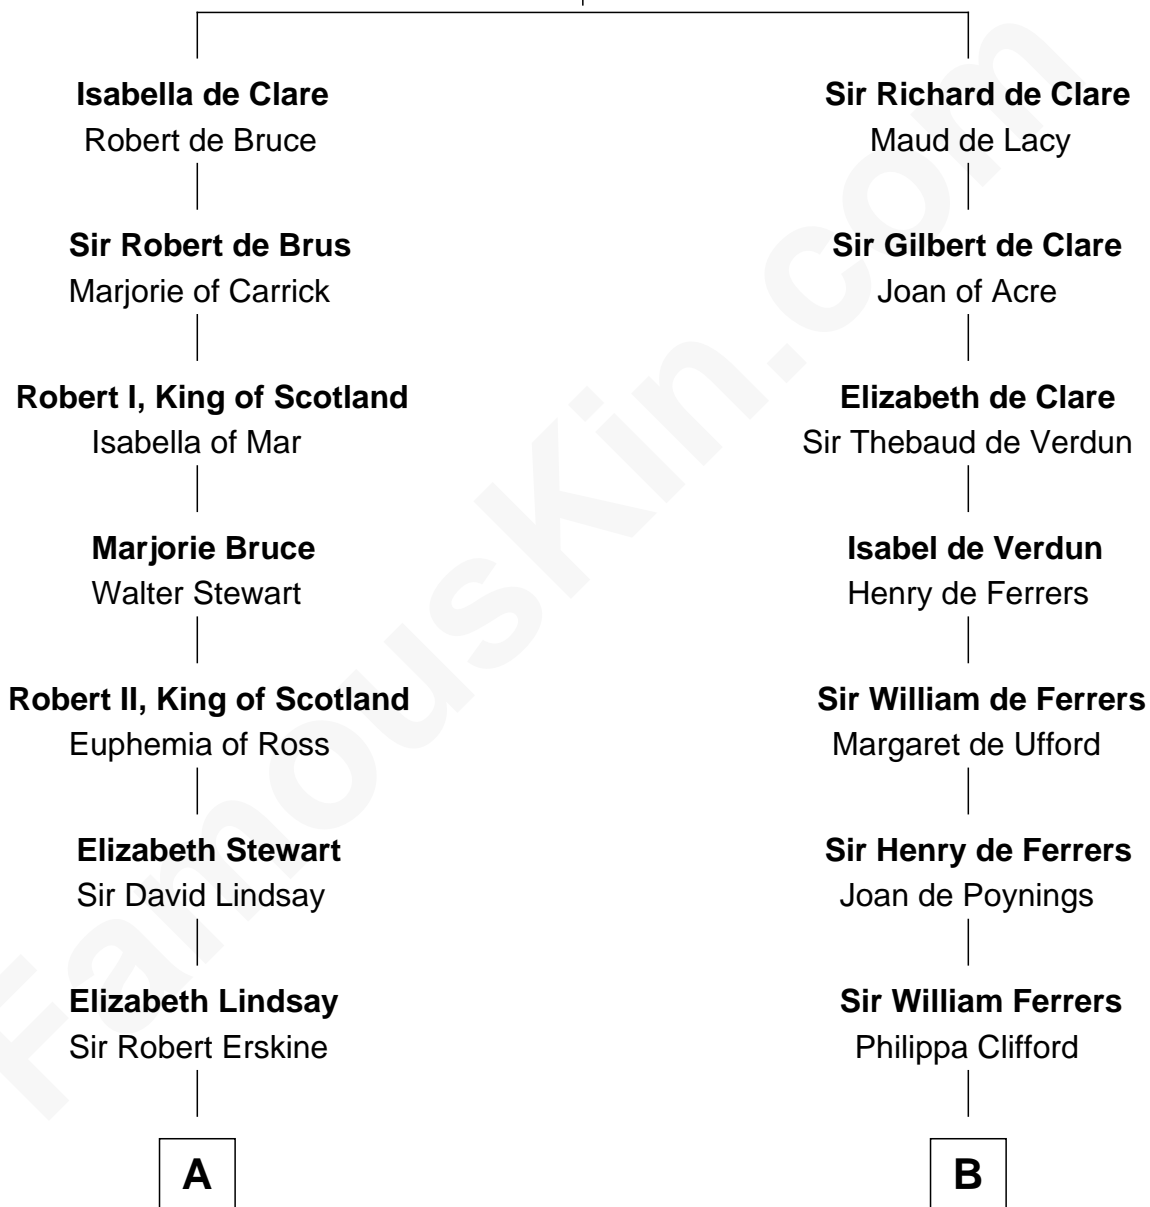 Isabella de Clare
Robert de Bruce
Sir Robert de Brus
Marjorie of Carrick
Robert I, King of Scotland
Isabella of Mar
Marjorie Bruce
Walter Stewart
Robert II, King of Scotland
Euphemia of Ross
Elizabeth Stewart
Sir David Lindsay
Elizabeth Lindsay
Sir Robert Erskine
A
Sir Richard de Clare
Maud de Lacy
Sir Gilbert de Clare
Joan of Acre
Elizabeth de Clare
Sir Thebaud de Verdun
Isabel de Verdun
Henry de Ferrers
Sir William de Ferrers
Margaret de Ufford
Sir Henry de Ferrers
Joan de Poynings
Sir William Ferrers
Philippa Clifford
B
FamousKin.com